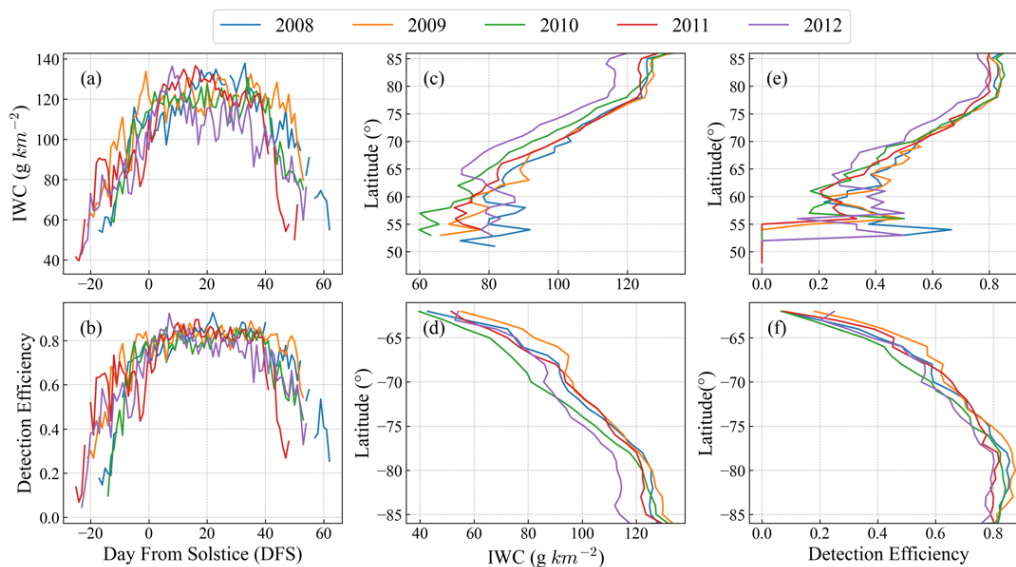 2008 2009 2010 2011 2012
(a)
IWC (g km−2)
140
120
100
80
60
40
−20 0 20 40 60
(c)
Latitude (°)
85
80
75
70
65
60
55
50
60 80 100 120
(e)
Latitude(°)
85
80
75
70
65
60
55
50
0.0 0.2 0.4 0.6 0.8
(b)
Detection Efficiency
0.8
0.6
0.4
0.2
0.0
−20 0 20 40 60
Day From Solstice (DFS)
(d)
Latitude (°)
−65
−70
−75
−80
−85
40 60 80 100 120
IWC (g km−2)
(f)
Latitude(°)
−65
−70
−75
−80
−85
0.0 0.2 0.4 0.6 0.8
Detection Efficiency